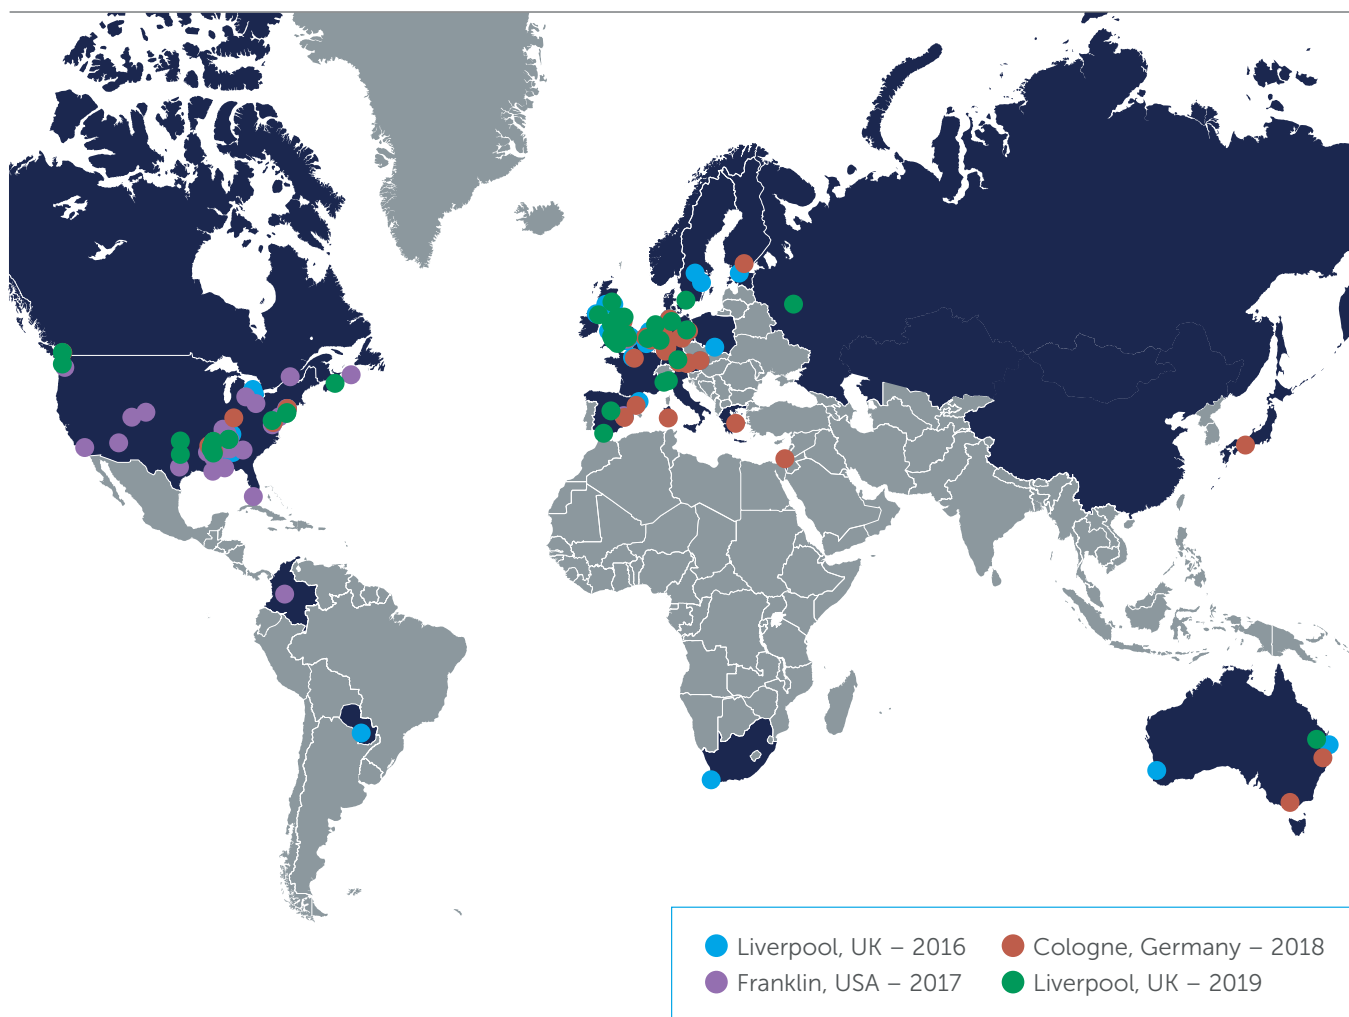 Liverpool, UK – 2016
Franklin, USA – 2017
Cologne, Germany – 2018
Liverpool, UK – 2019